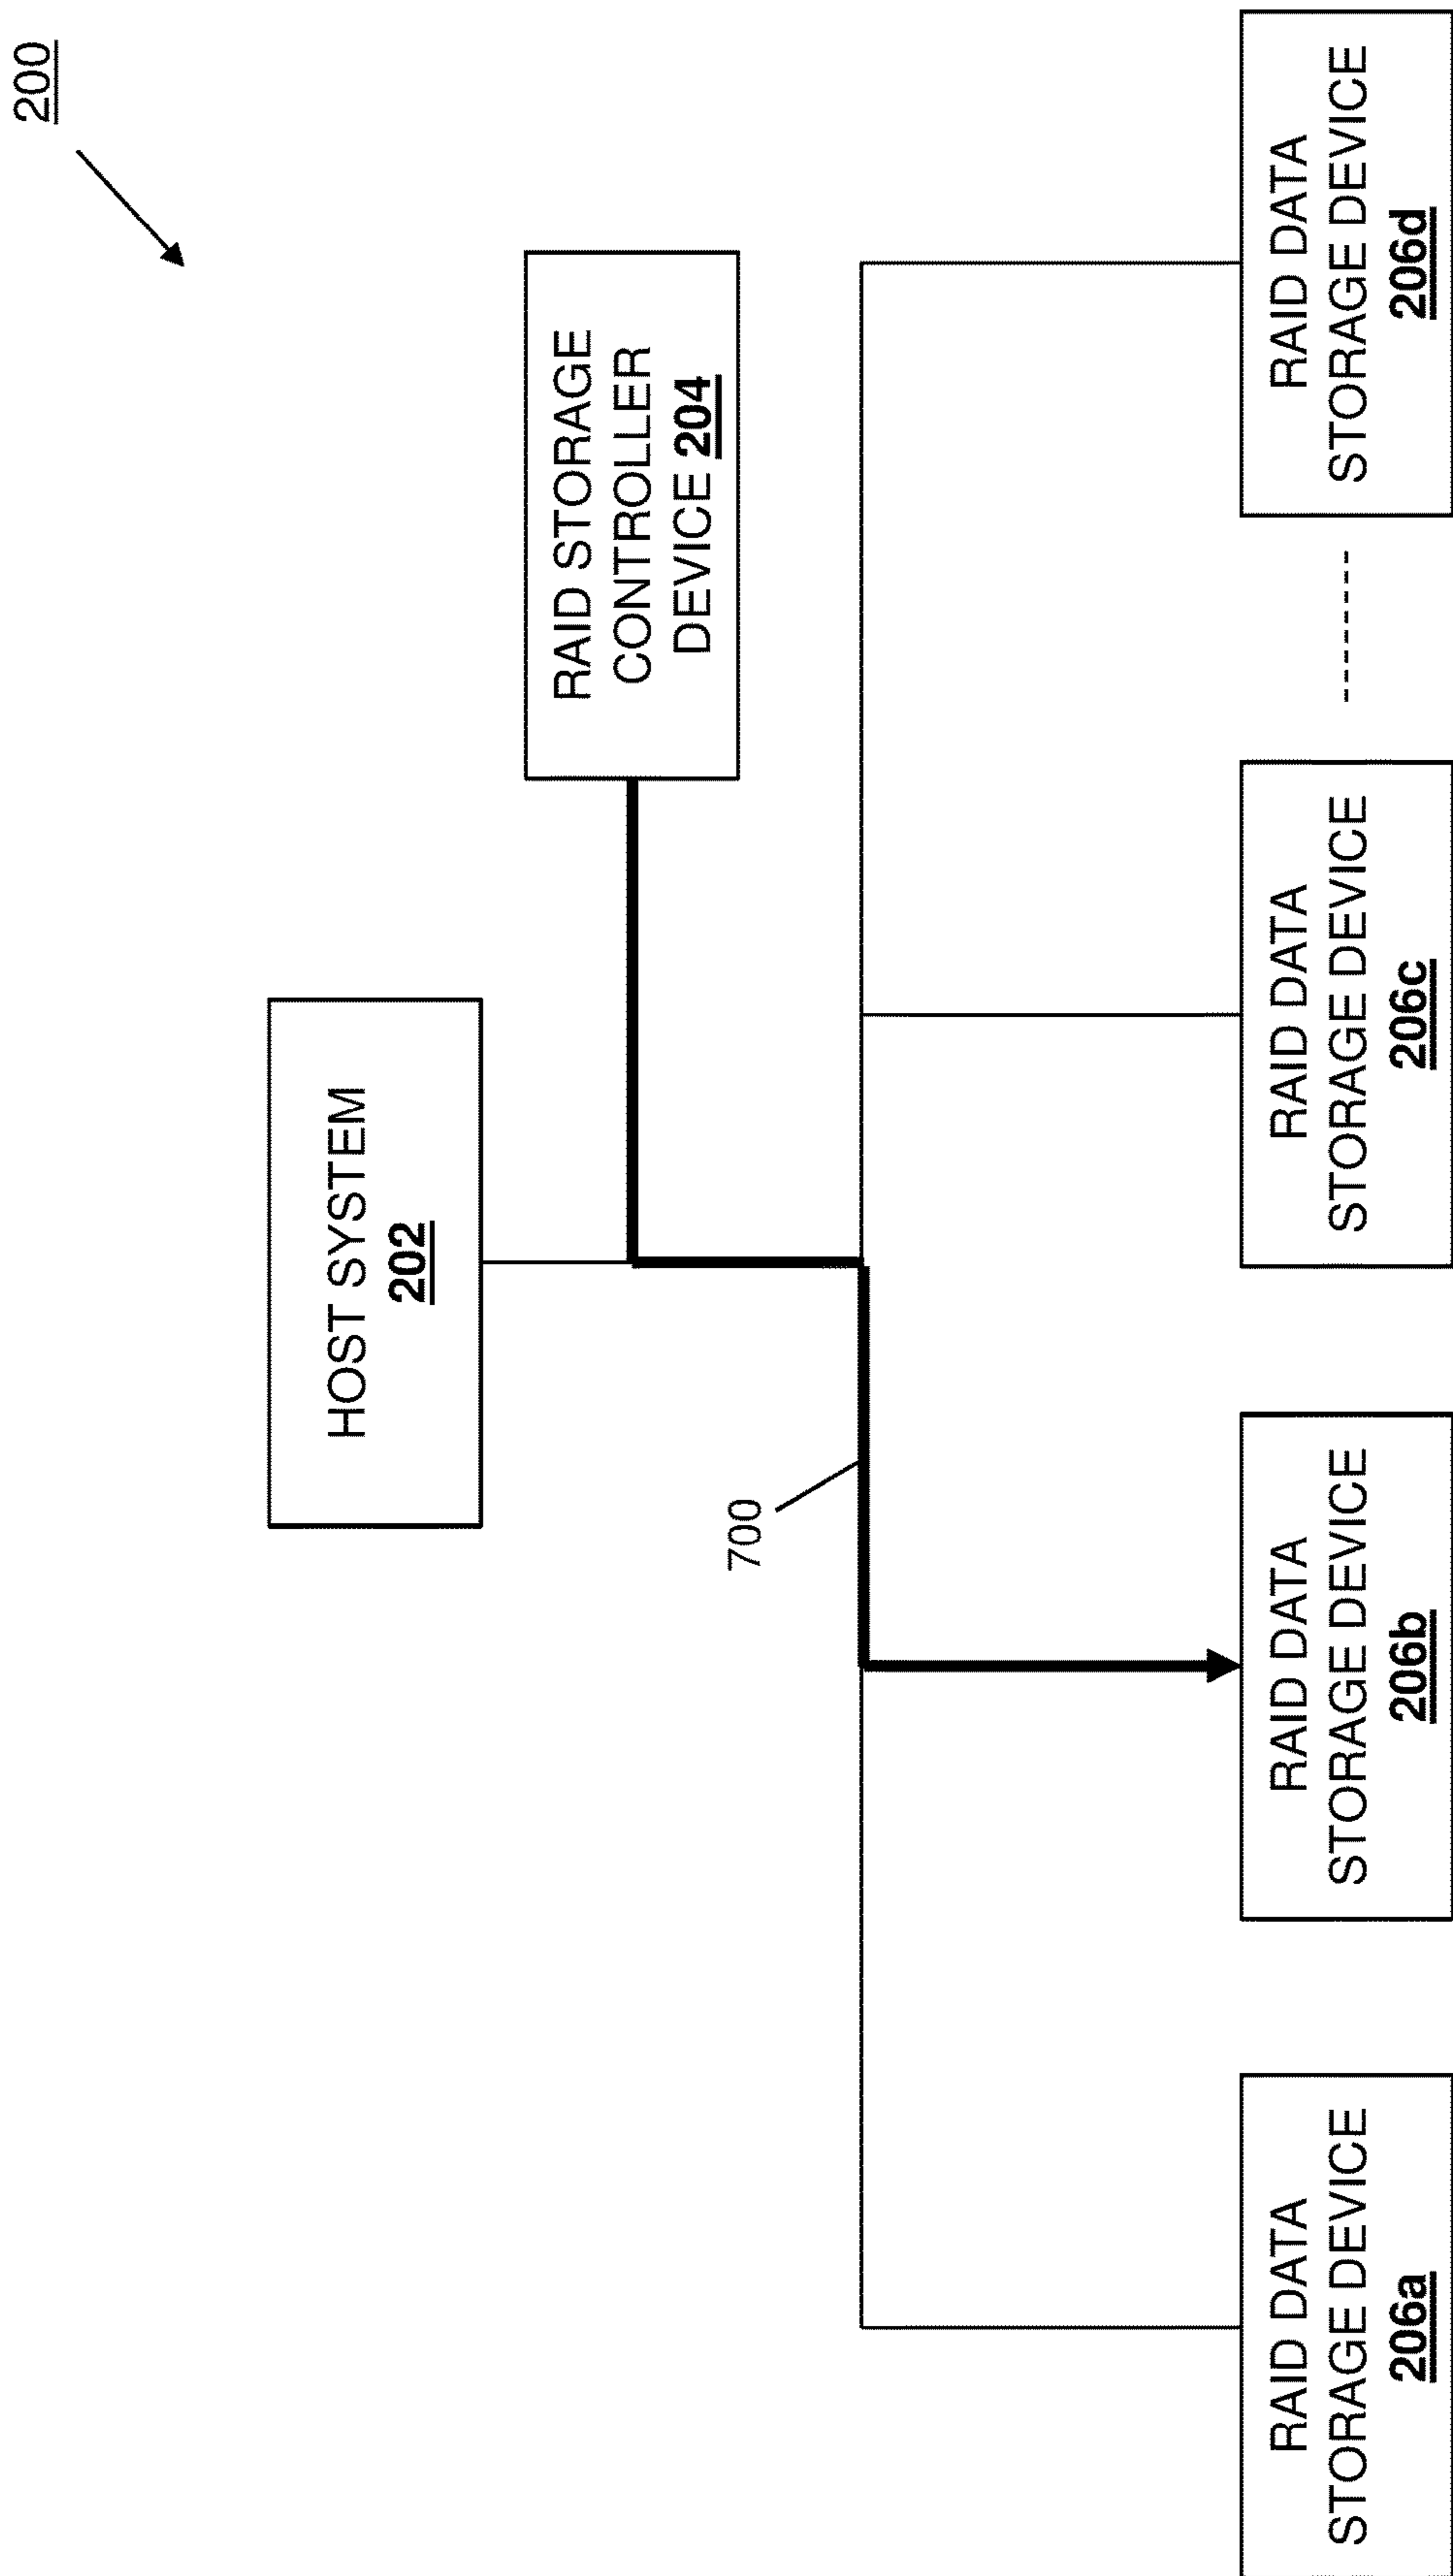 200
HOST SYSTEM
202
RAID STORAGE
CONTROLLER
DEVICE 204
700
RAID DATA
STORAGE DEVICE
206a
RAID DATA
STORAGE DEVICE
206b
RAID DATA
STORAGE DEVICE
206c
RAID DATA
STORAGE DEVICE
206d